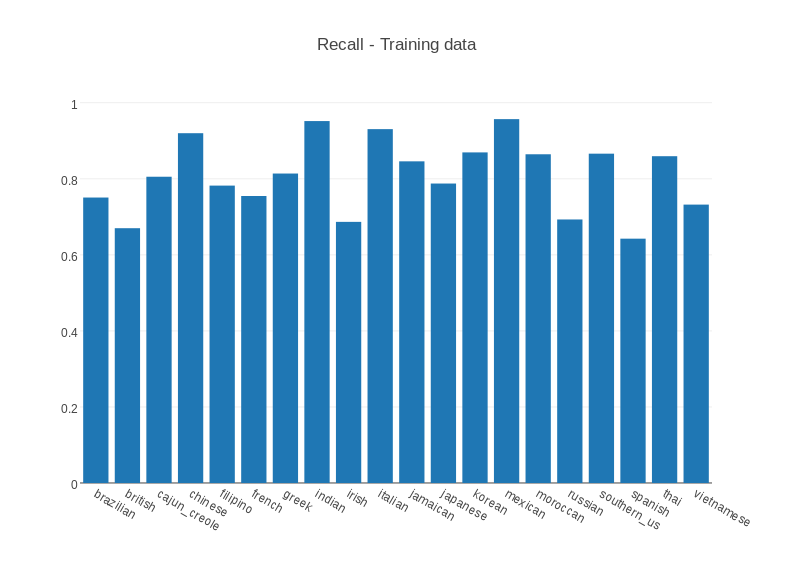 Recall - Training data
1
0.8
0.6
0.4
0.2
0
brazilian
british
cajun_creole
chinese
filipino
french
greek
indian
irish
italian
jamaican
japanese
korean
mexican
moroccan
russian
southern_us
spanish
thai
vietnamese